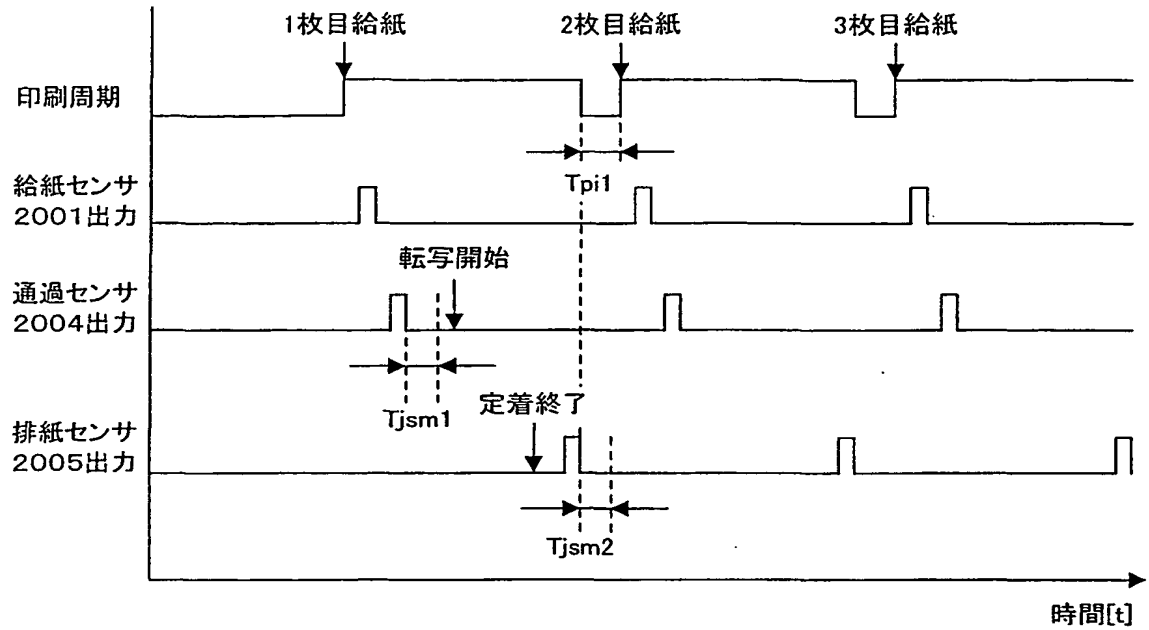 1枚目給紙
2枚目給紙
3枚目給紙
印刷周期
Tpi1
給紙センサ
2001出力
転写開始
通過センサ
2004出力
Tjsm1
定着終了
排紙センサ
2005出力
Tjsm2
時間[t]